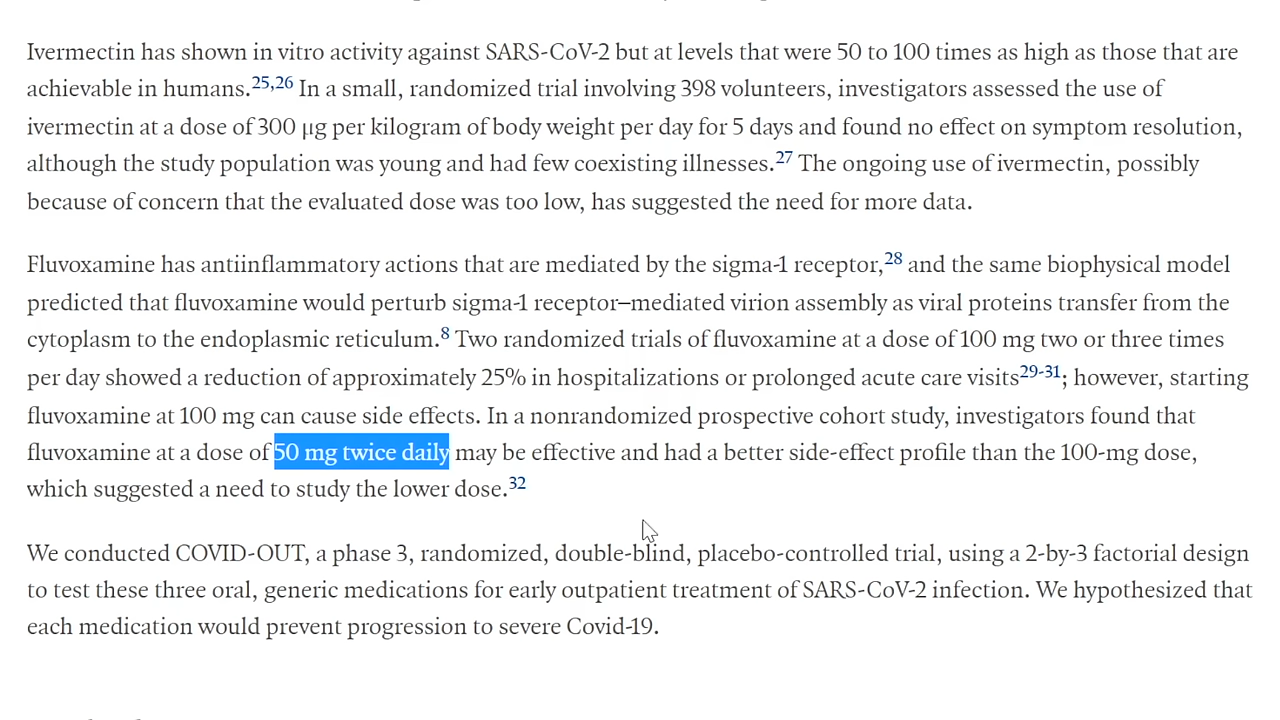 Ivermectin has shown in vitro activity against SARS-CoV-2 but at levels that were 50 to 100 times as high as those that are
achievable in humans.25,26 In a small, randomized trial involving 398 volunteers, investigators assessed the use of
ivermectin at a dose of 300 μg per kilogram of body weight per day for 5 days and found no effect on symptom resolution,
although the study population was young and had few coexisting illnesses.27 The ongoing use of ivermectin, possibly
because of concern that the evaluated dose was too low, has suggested the need for more data.
Fluvoxamine has antiinflammatory actions that are mediated by the sigma-1 receptor,28 and the same biophysical model
predicted that fluvoxamine would perturb sigma-1 receptor–mediated virion assembly as viral proteins transfer from the
cytoplasm to the endoplasmic reticulum.8 Two randomized trials of fluvoxamine at a dose of 100 mg two or three times
per day showed a reduction of approximately 25% in hospitalizations or prolonged acute care visits29-31; however, starting
fluvoxamine at 100 mg can cause side effects. In a nonrandomized prospective cohort study, investigators found that
fluvoxamine at a dose of 50 mg twice daily may be effective and had a better side-effect profile than the 100-mg dose,
which suggested a need to study the lower dose.32
We conducted COVID-OUT, a phase 3, randomized, double-blind, placebo-controlled trial, using a 2-by-3 factorial design
to test these three oral, generic medications for early outpatient treatment of SARS-CoV-2 infection. We hypothesized that
each medication would prevent progression to severe Covid-19.